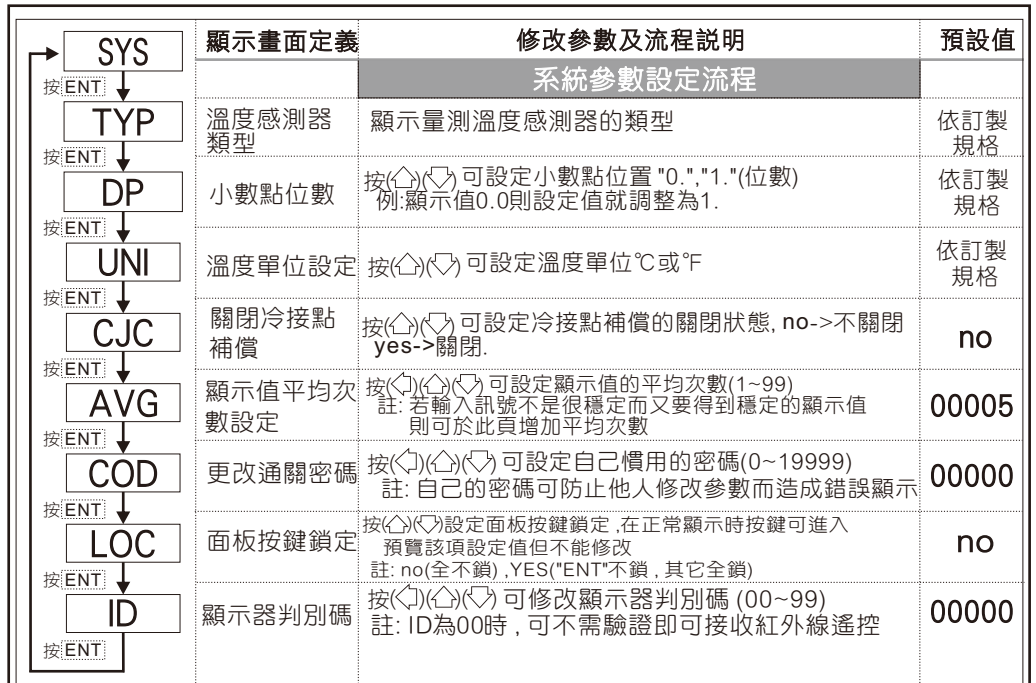 SYS
顯示畫面定義
修改參數及流程説明
預設值
按ENT
系統參數設定流程
TYP
溫度感測器
類型
顯示量測溫度感測器的類型
依訂製
規格
按ENT
DP
小數點位數
按(⇧)(⇩)可設定小數點位置 "0.","1."(位數)
例:顯示值0.0則設定值就調整為1.
依訂製
規格
按ENT
UNI
溫度單位設定
按(⇧)(⇩)可設定溫度單位℃或℉
依訂製
規格
按ENT
CJC
關閉冷接點
補償
按(⇧)(⇩)可設定冷接點補償的關閉狀態, no->不關閉
yes->關閉.
no
按ENT
AVG
顯示值平均次
數設定
按(⇦)(⇧)(⇩)可設定顯示值的平均次數(1~99)
註: 若輸入訊號不是很穩定而又要得到穩定的顯示值
則可於此頁增加平均次數
00005
按ENT
COD
更改通關密碼
按(⇦)(⇧)(⇩)可設定自己慣用的密碼(0~19999)
註: 自己的密碼可防止他人修改參數而造成錯誤顯示
00000
按ENT
LOC
面板按鍵鎖定
按(⇧)(⇩)設定面板按鍵鎖定 ,在正常顯示時按鍵可進入
預覽該項設定值但不能修改
註: no(全不鎖) ,YES("ENT"不鎖 , 其它全鎖)
no
按ENT
ID
顯示器判別碼
按(⇦)(⇧)(⇩)可修改顯示器判別碼 (00~99)
註: ID為00時 , 可不需驗證即可接收紅外線遙控
00000
按ENT